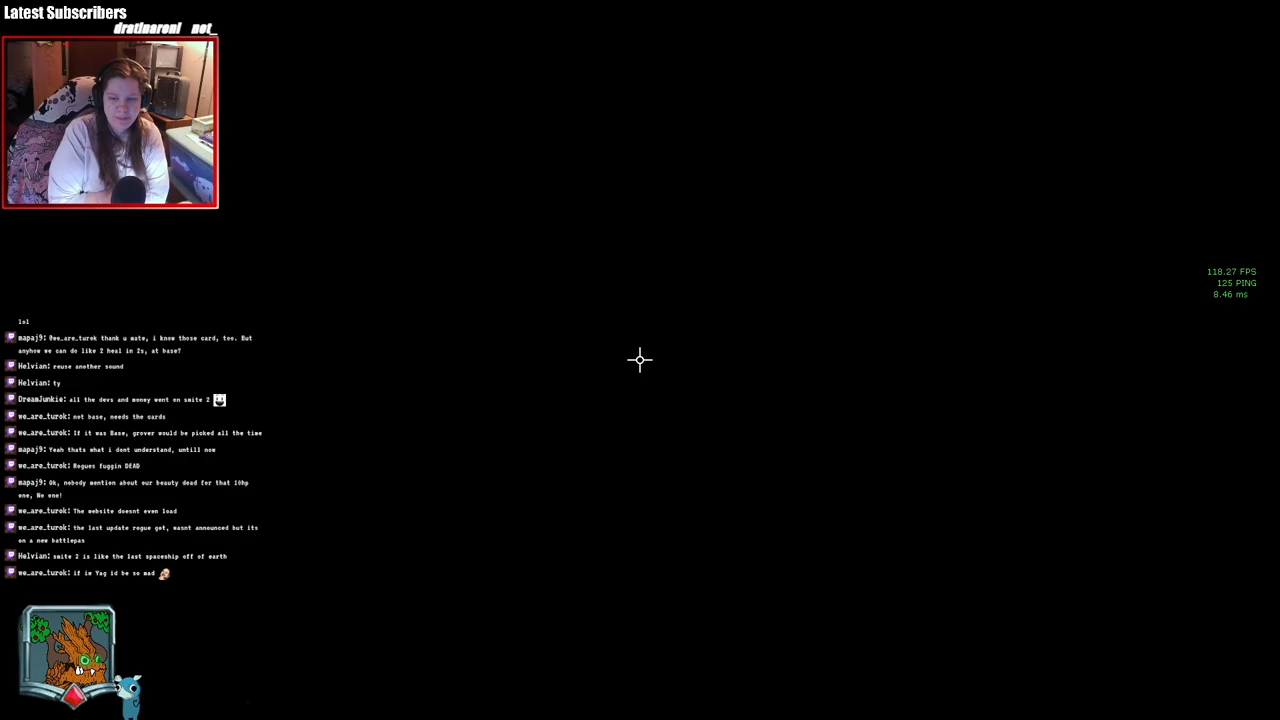 Latest Subscribers
dratinaroni not_
118.27 FPS
125 PING
8.46 ms
lol
mapaj9: @we_are_turok thank u mate, i know those card, too. But
anyhow we can do like 2 heal in 2s, at base?
Helvian: reuse another sound
Helvian: ty
DreamJunkie: all the devs and money went on smite 2
we_are_turok: not base, needs the cards
we_are_turok: If it was Base, grover would be picked all the time
mapaj9: Yeah thats what i dont understand, untill now
we_are_turok: Rogues fuggin DEAD
mapaj9: Ok, nobody mention about our beauty dead for that 10hp
one, No one!
we_are_turok: The website doesnt even load
we_are_turok: the last update rogue got, wasnt announced but its
on a new battlepas
Helvian: smite 2 is like the last spaceship off of earth
we_are_turok: if iw Yag id be so mad